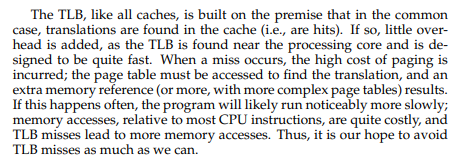 The TLB, like all caches, is built on the premise that in the common
case, translations are found in the cache (i.e., are hits). If so, little over-
head is added, as the TLB is found near the processing core and is de-
signed to be quite fast. When a miss occurs, the high cost of paging is
incurred; the page table must be accessed to find the translation, and an
extra memory reference (or more, with more complex page tables) results.
If this happens often, the program will likely run noticeably more slowly;
memory accesses, relative to most CPU instructions, are quite costly, and
TLB misses lead to more memory accesses. Thus, it is our hope to avoid
TLB misses as much as we can.